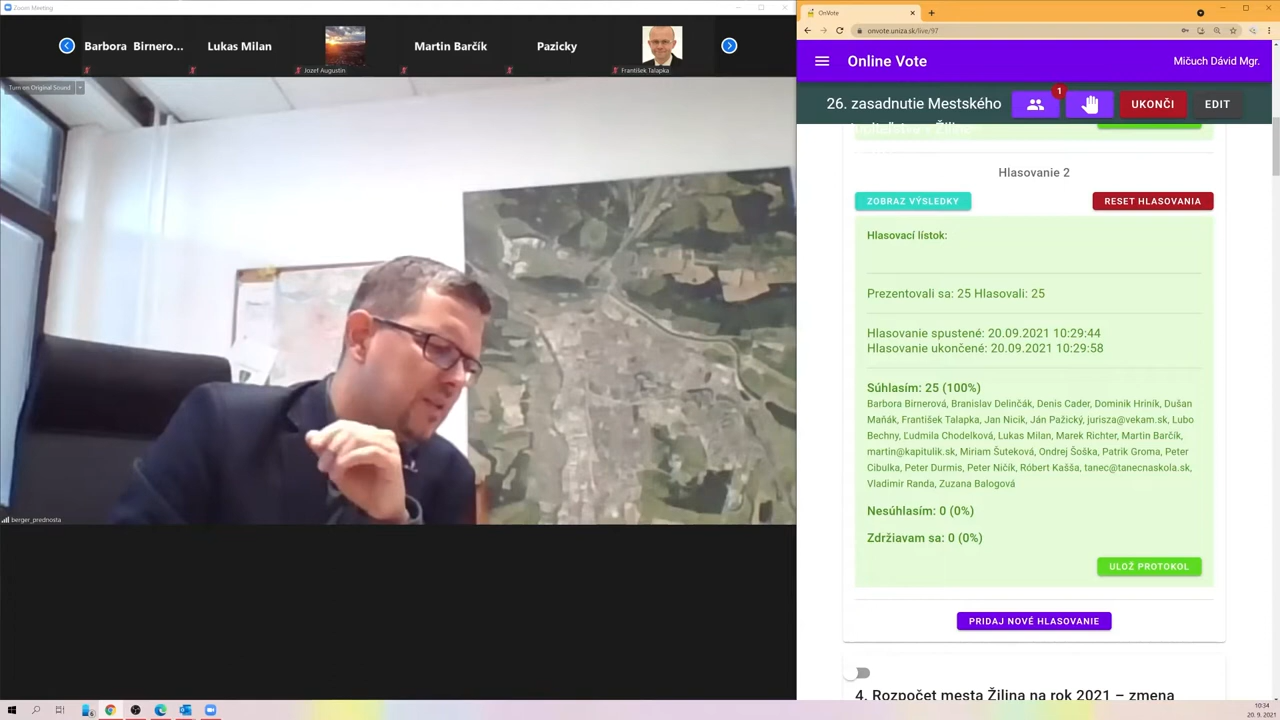 Zoom Meeting
Barbora Birnero...
Lukas Milan
Martin Barčík
Pazicky
Jozef Augustin
František Talapka
Turn on Original Sound
berger_prednosta
OnVote
onvote.uniza.sk/live/97
Online Vote
Mičuch Dávid Mgr.
26. zasadnutie Mestského
1
UKONČI
EDIT
Hlasovanie 2
ZOBRAZ VÝSLEDKY
RESET HLASOVANIA
Hlasovací lístok:
Prezentovali sa: 25 Hlasovali: 25
Hlasovanie spustené: 20.09.2021 10:29:44
Hlasovanie ukončené: 20.09.2021 10:29:58
Súhlasím: 25 (100%)
Barbora Birnerová, Branislav Delinčák, Denis Cader, Dominik Hriník, Dušan
Maňák, František Talapka, Jan Nicik, Ján Pažický, jurisza@vekam.sk, Lubo
Bechny, Ľudmila Chodelková, Lukas Milan, Marek Richter, Martin Barčík,
martin@kapitulik.sk, Miriam Šuteková, Ondrej Šoška, Patrik Groma, Peter
Cibulka, Peter Durmis, Peter Ničík, Róbert Kašša, tanec@tanecnaskola.sk,
Vladimir Randa, Zuzana Balogová
Nesúhlasím: 0 (0%)
Zdržiavam sa: 0 (0%)
ULOŽ PROTOKOL
PRIDAJ NOVÉ HLASOVANIE
4. Rozpočet mesta Žilina na rok 2021 – zmena
10:34
20. 9. 2021